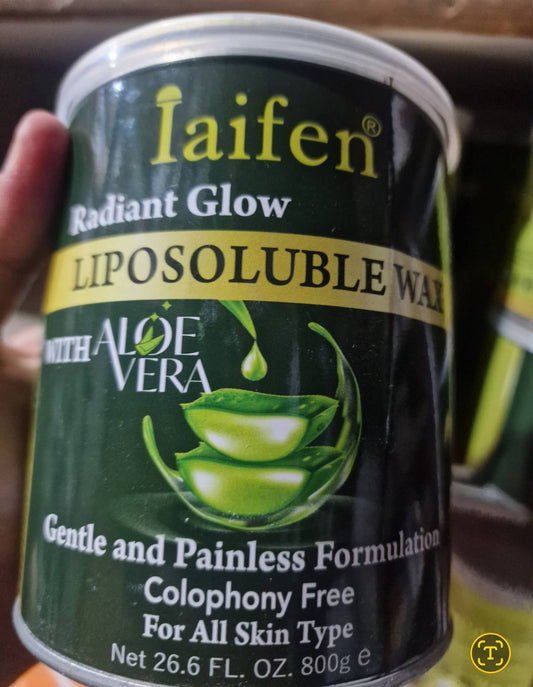 Iaifen®
Radiant Glow
LIPOSOLUBLE WAX
WITH ALOE
VERA
Gentle and Painless Formulation
Colophony Free
For All Skin Type
Net 26.6 FL. OZ. 800g e